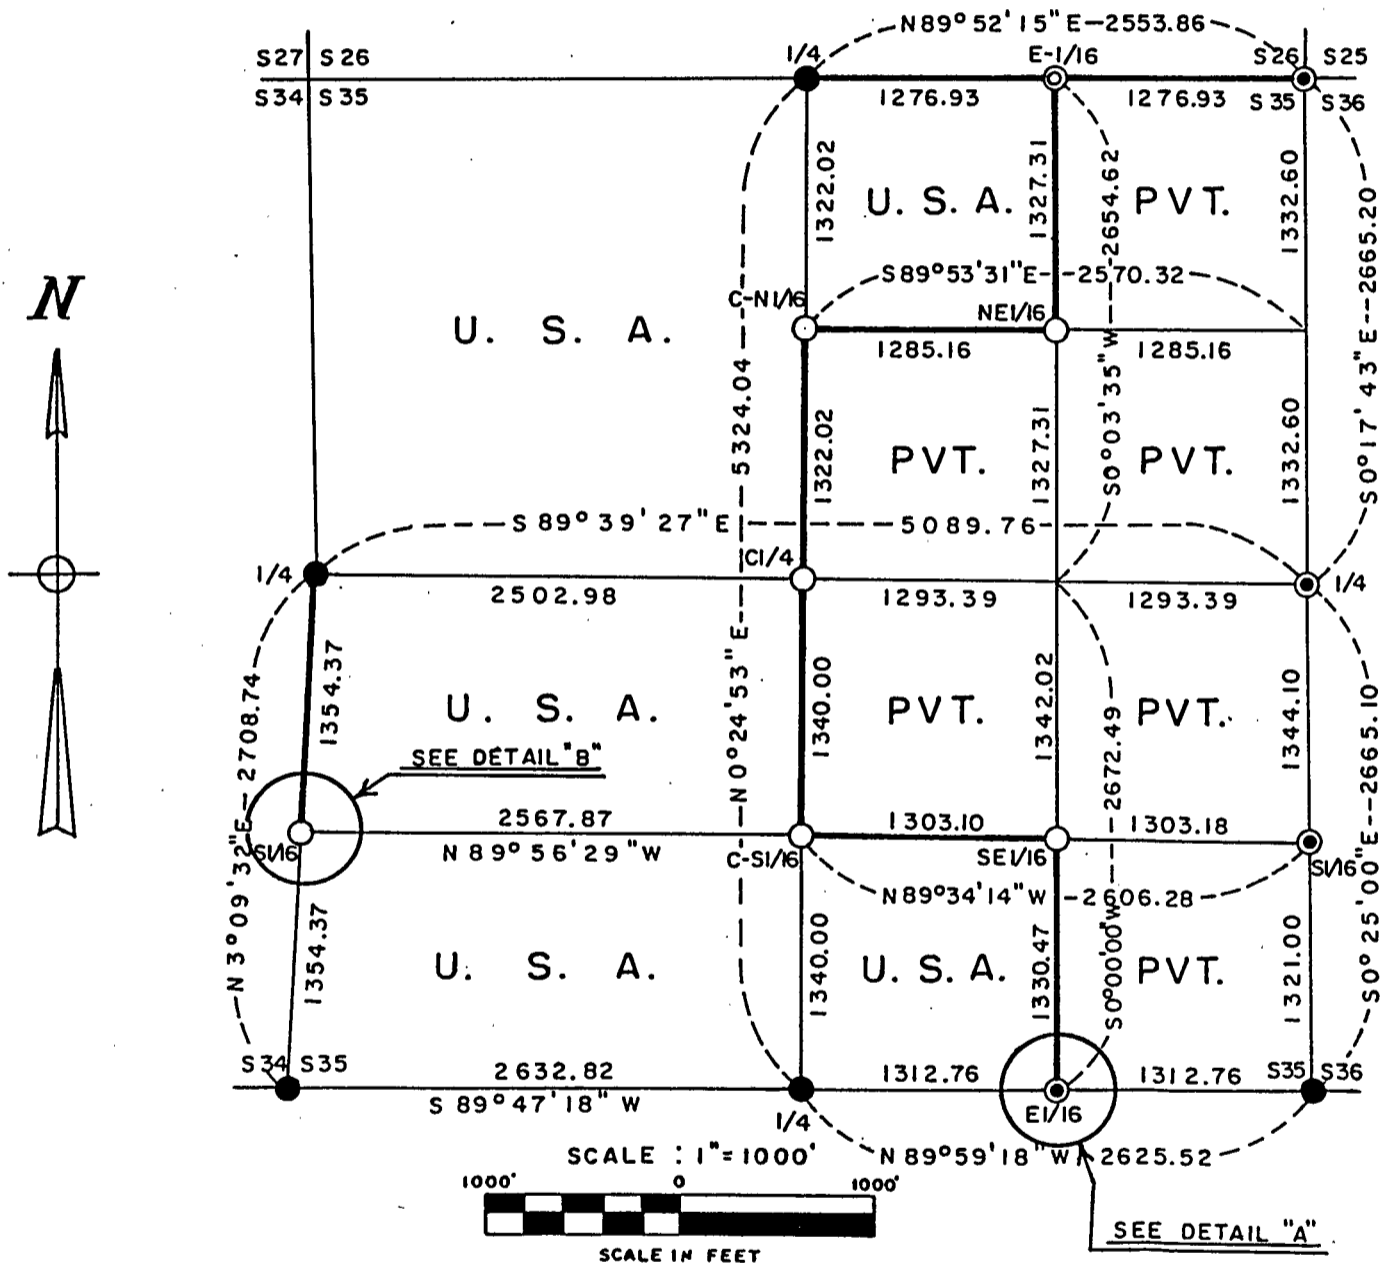 N89°52'15"E-2553.86
S27 S26
1/4
E-1/16
S26 S25
S34 S35
1276.93
1276.93
S35 S36
1322.02
1327.31
2654.62
1332.60
S0°17'43"E--2665.20
U. S. A.
PVT.
N
S89°53'31"E--2570.32
C-N1/16
NE1/16
U. S. A.
1285.16
1285.16
5324.04
S0°03'35"W
1322.02
1327.31
1332.60
PVT.
PVT.
S 89°39'27"E
5089.76
1/4
C1/4
1/4
2502.98
1293.39
1293.39
N0°24'53"E
1354.37
1340.00
1342.02
1344.10
2672.49
N3°09'32"E-2708.74
S0°25'00"E--2665.10
U. S. A.
PVT.
PVT.
SEE DETAIL "B"
2567.87
1303.10
1303.18
S1/16
N 89°56'29"W
C-S1/16
SE1/16
S1/16
N89°34'14"W-2606.28
1354.37
1340.00
1330.47
S0°00'00"W
1321.00
U. S. A.
U. S. A.
PVT.
S34 S35
2632.82
1312.76
1312.76
S35 S36
S 89°47'18"W
1/4
E1/16
SCALE : 1"=1000'
N89°59'18"W 2625.52
1000' 0 1000'
SEE DETAIL "A"
SCALE IN FEET